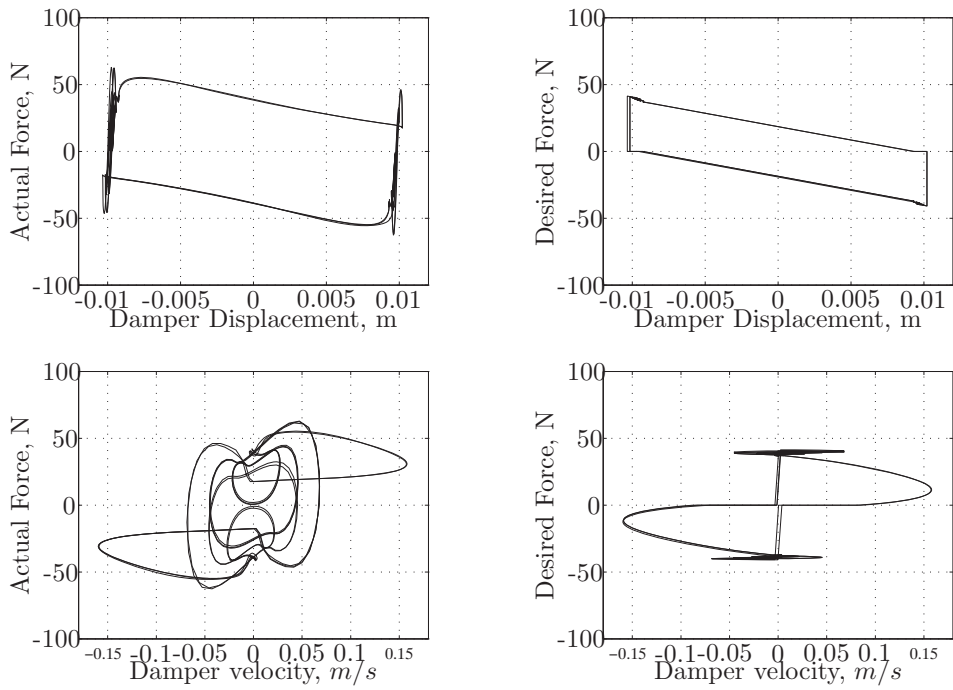 100
50
0
-50
-100
Actual Force, N
-0.01 -0.005 0 0.005 0.01
Damper Displacement, m
100
50
0
-50
-100
Desired Force, N
-0.01 -0.005 0 0.005 0.01
Damper Displacement, m
100
50
0
-50
-100
Actual Force, N
-0.15 -0.1 -0.05 0 0.05 0.1 0.15
Damper velocity, m/s
100
50
0
-50
-100
Desired Force, N
-0.15 -0.1 -0.05 0 0.05 0.1 0.15
Damper velocity, m/s